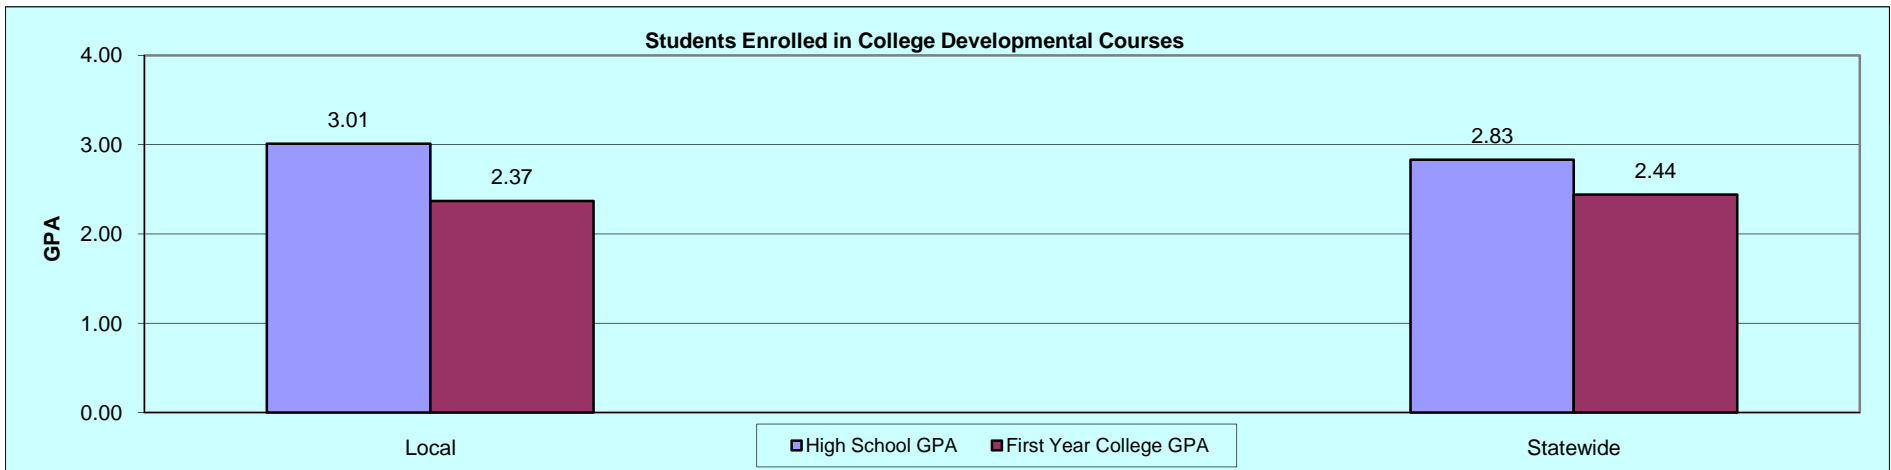 Students Enrolled in College Developmental Courses
4.00
3.00
2.00
1.00
0.00
GPA
3.01
2.37
2.83
2.44
Local
Statewide
High School GPA
First Year College GPA